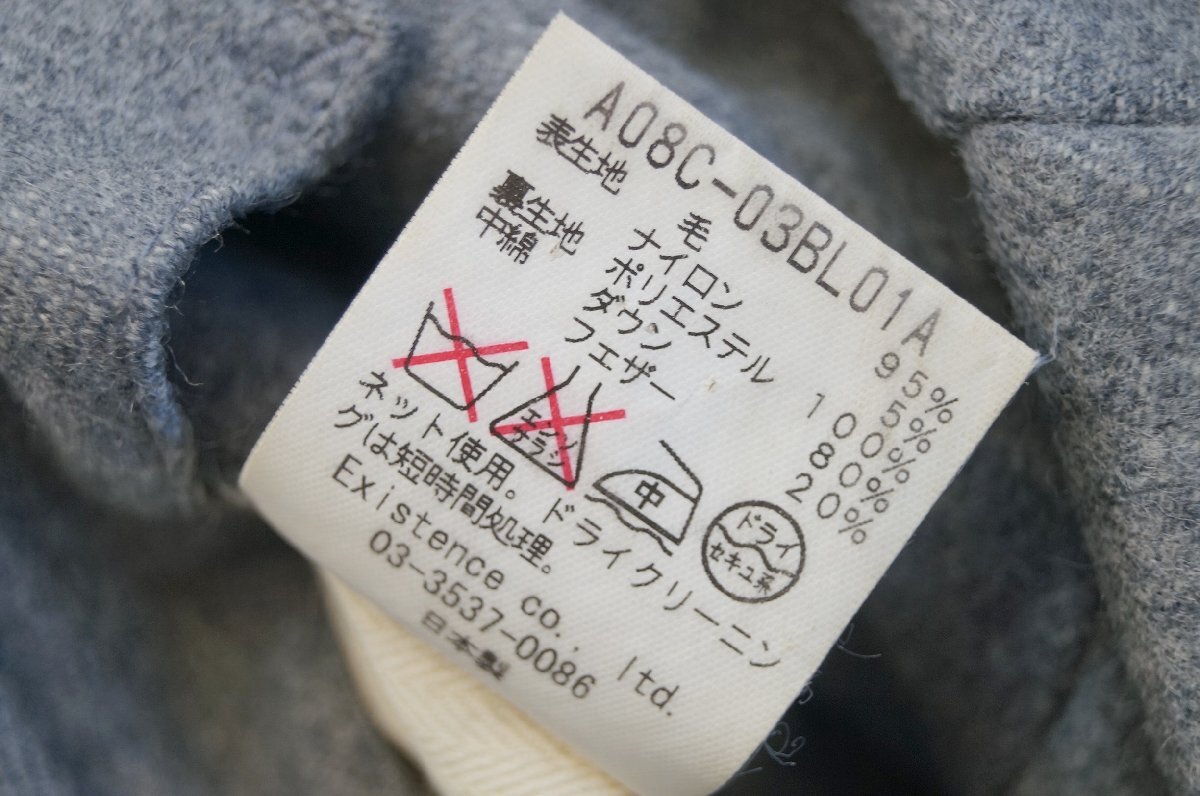 A08C-03BL01A
表生地 毛 95%
ナイロン 5%
裏生地 ポリエステル 100%
中綿 ダウン 80%
フェザー 20%
エンソ
サラシ
中
ドライ
セキユ系
ネット使用。ドライクリーニン
グは短時間処理。
Existence co., ltd.
03-3537-0086
日本製